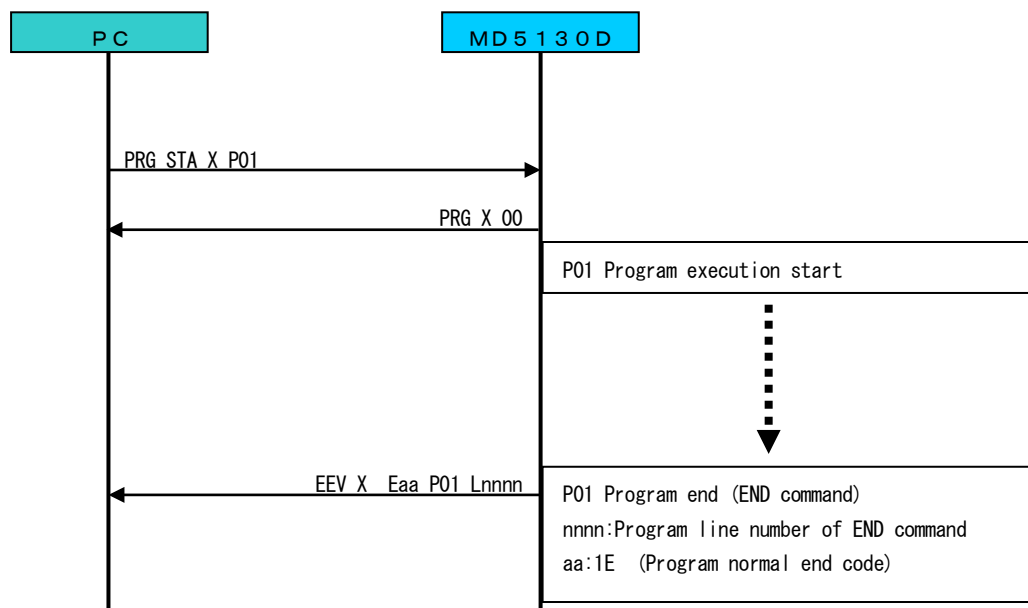 ＰＣ
ＭＤ５１３０Ｄ
PRG STA X P01
PRG X 00
P01 Program execution start
EEV X  Eaa P01 Lnnnn
P01 Program end (END command)
nnnn:Program line number of END command
aa:1E  (Program normal end code)